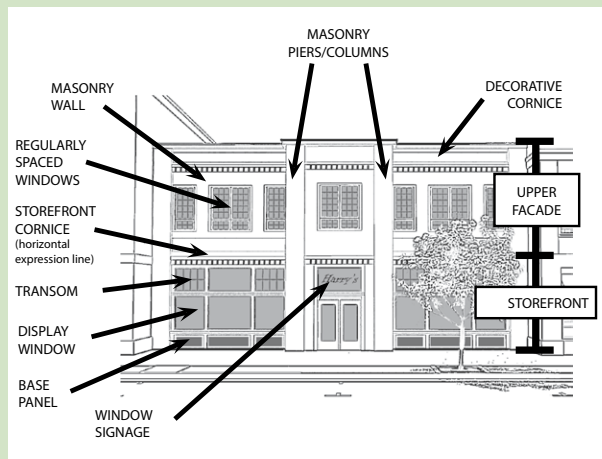 MASONRY
PIERS/COLUMNS
MASONRY
WALL
DECORATIVE
CORNICE
REGULARLY
SPACED
WINDOWS
UPPER
FACADE
STOREFRONT
CORNICE
(horizontal
expression line)
Harry's
TRANSOM
STOREFRONT
DISPLAY
WINDOW
BASE
PANEL
WINDOW
SIGNAGE